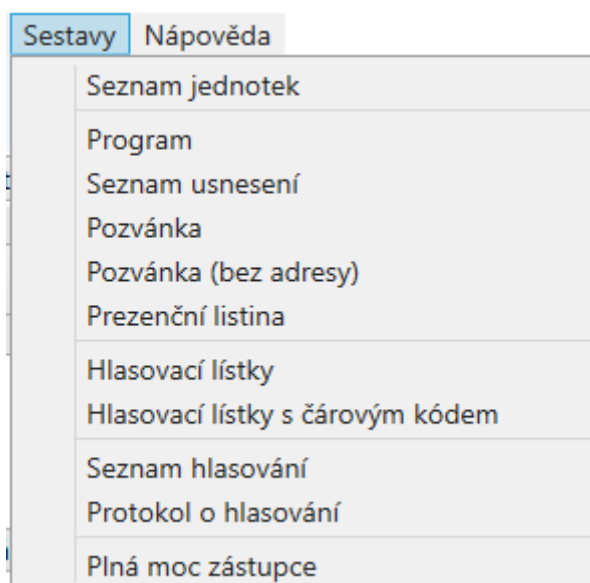 Sestavy Nápověda
Seznam jednotek
Program
Seznam usnesení
Pozvánka
Pozvánka (bez adresy)
Prezenční listina
Hlasovací lístky
Hlasovací lístky s čárovým kódem
Seznam hlasování
Protokol o hlasování
Plná moc zástupce